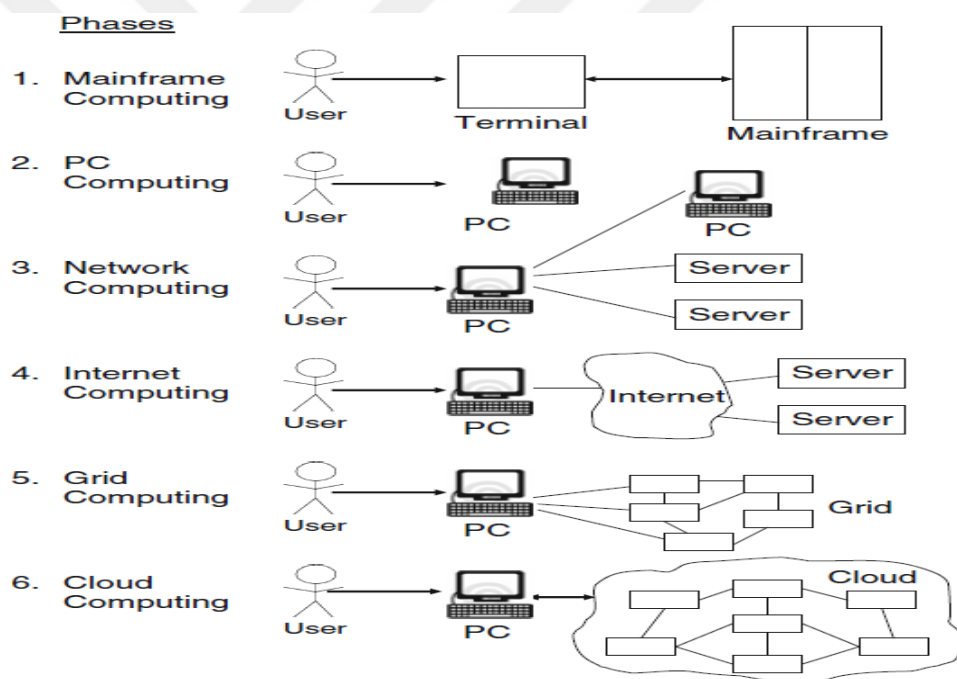 Phases
1. Mainframe
Computing
User
Terminal
Mainframe
2. PC
Computing
User
PC
PC
3. Network
Computing
User
PC
Server
Server
4. Internet
Computing
User
PC
Internet
Server
Server
5. Grid
Computing
User
PC
Grid
6. Cloud
Computing
User
PC
Cloud